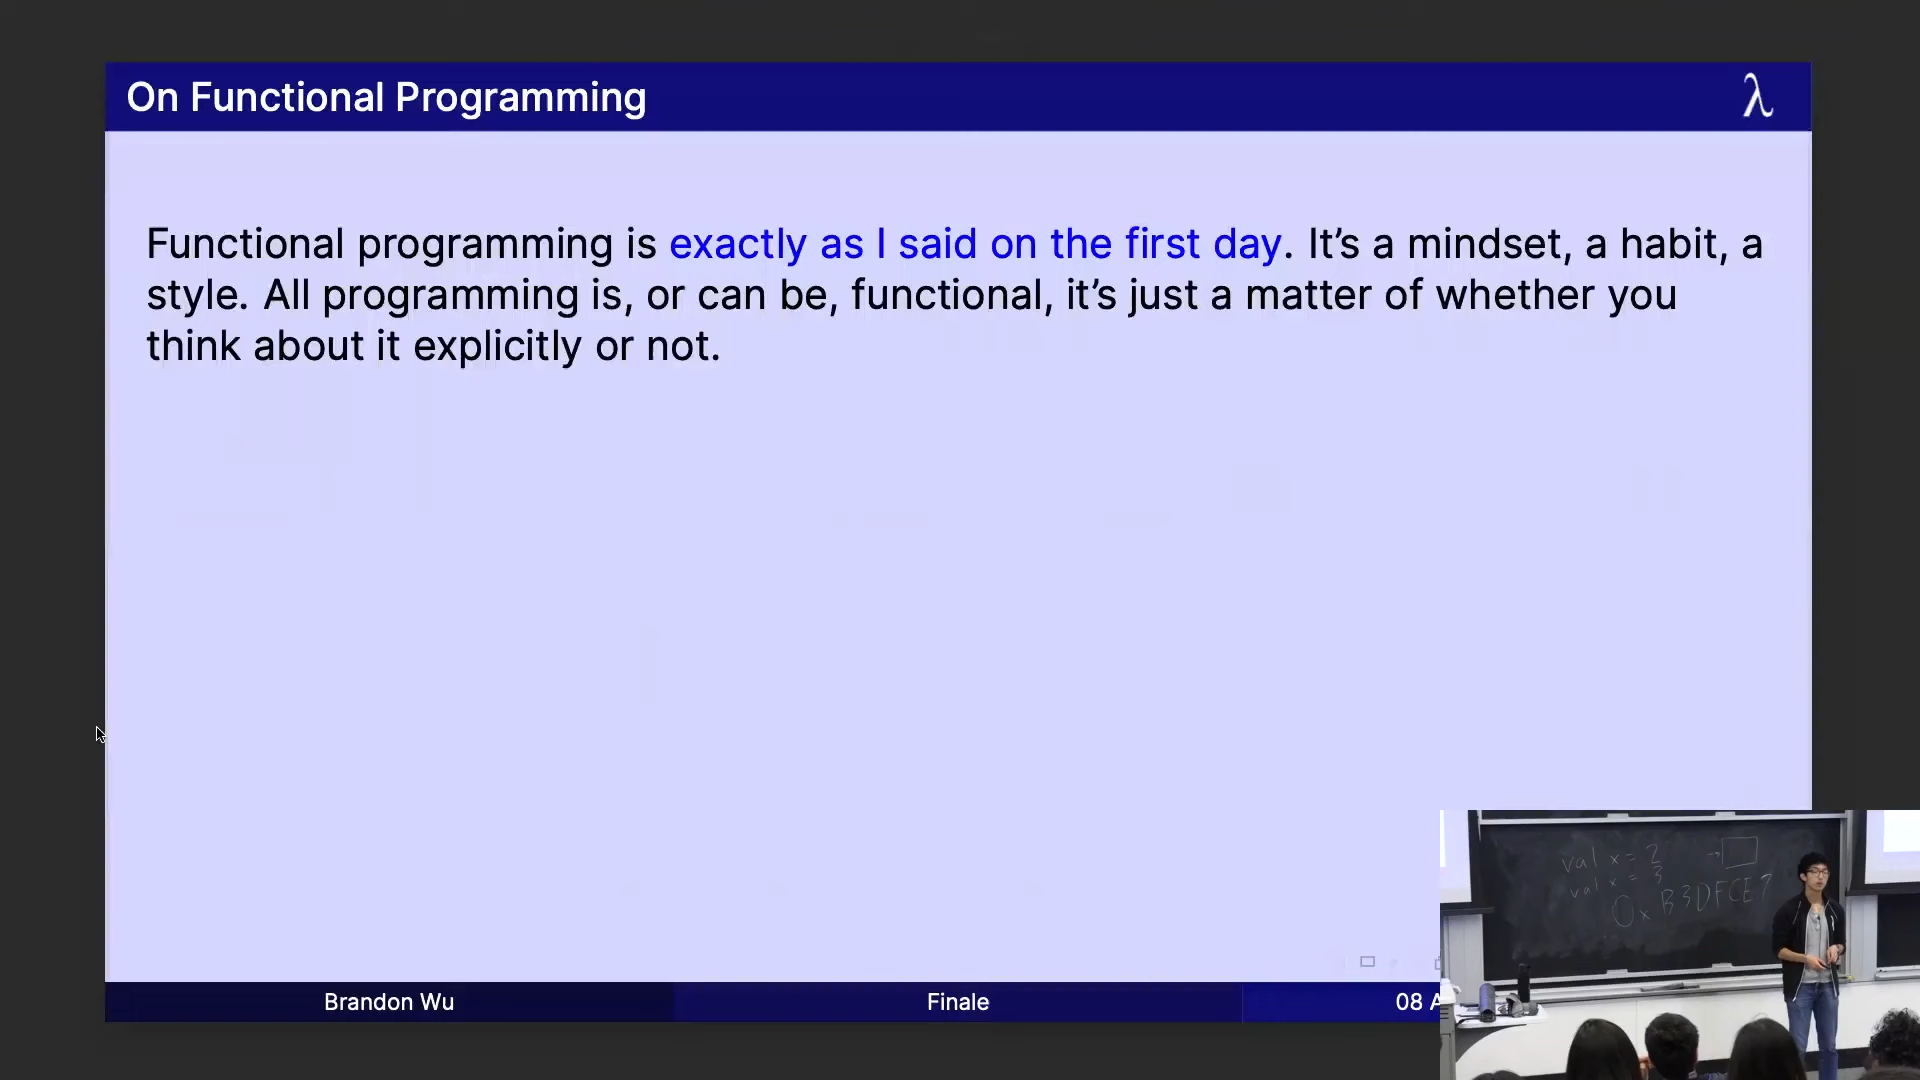 On Functional Programming
λ
Functional programming is exactly as I said on the first day. It’s a mindset, a habit, a
style. All programming is, or can be, functional, it’s just a matter of whether you
think about it explicitly or not.
val x = 2
val x = 3
Brandon Wu
Finale
08 A